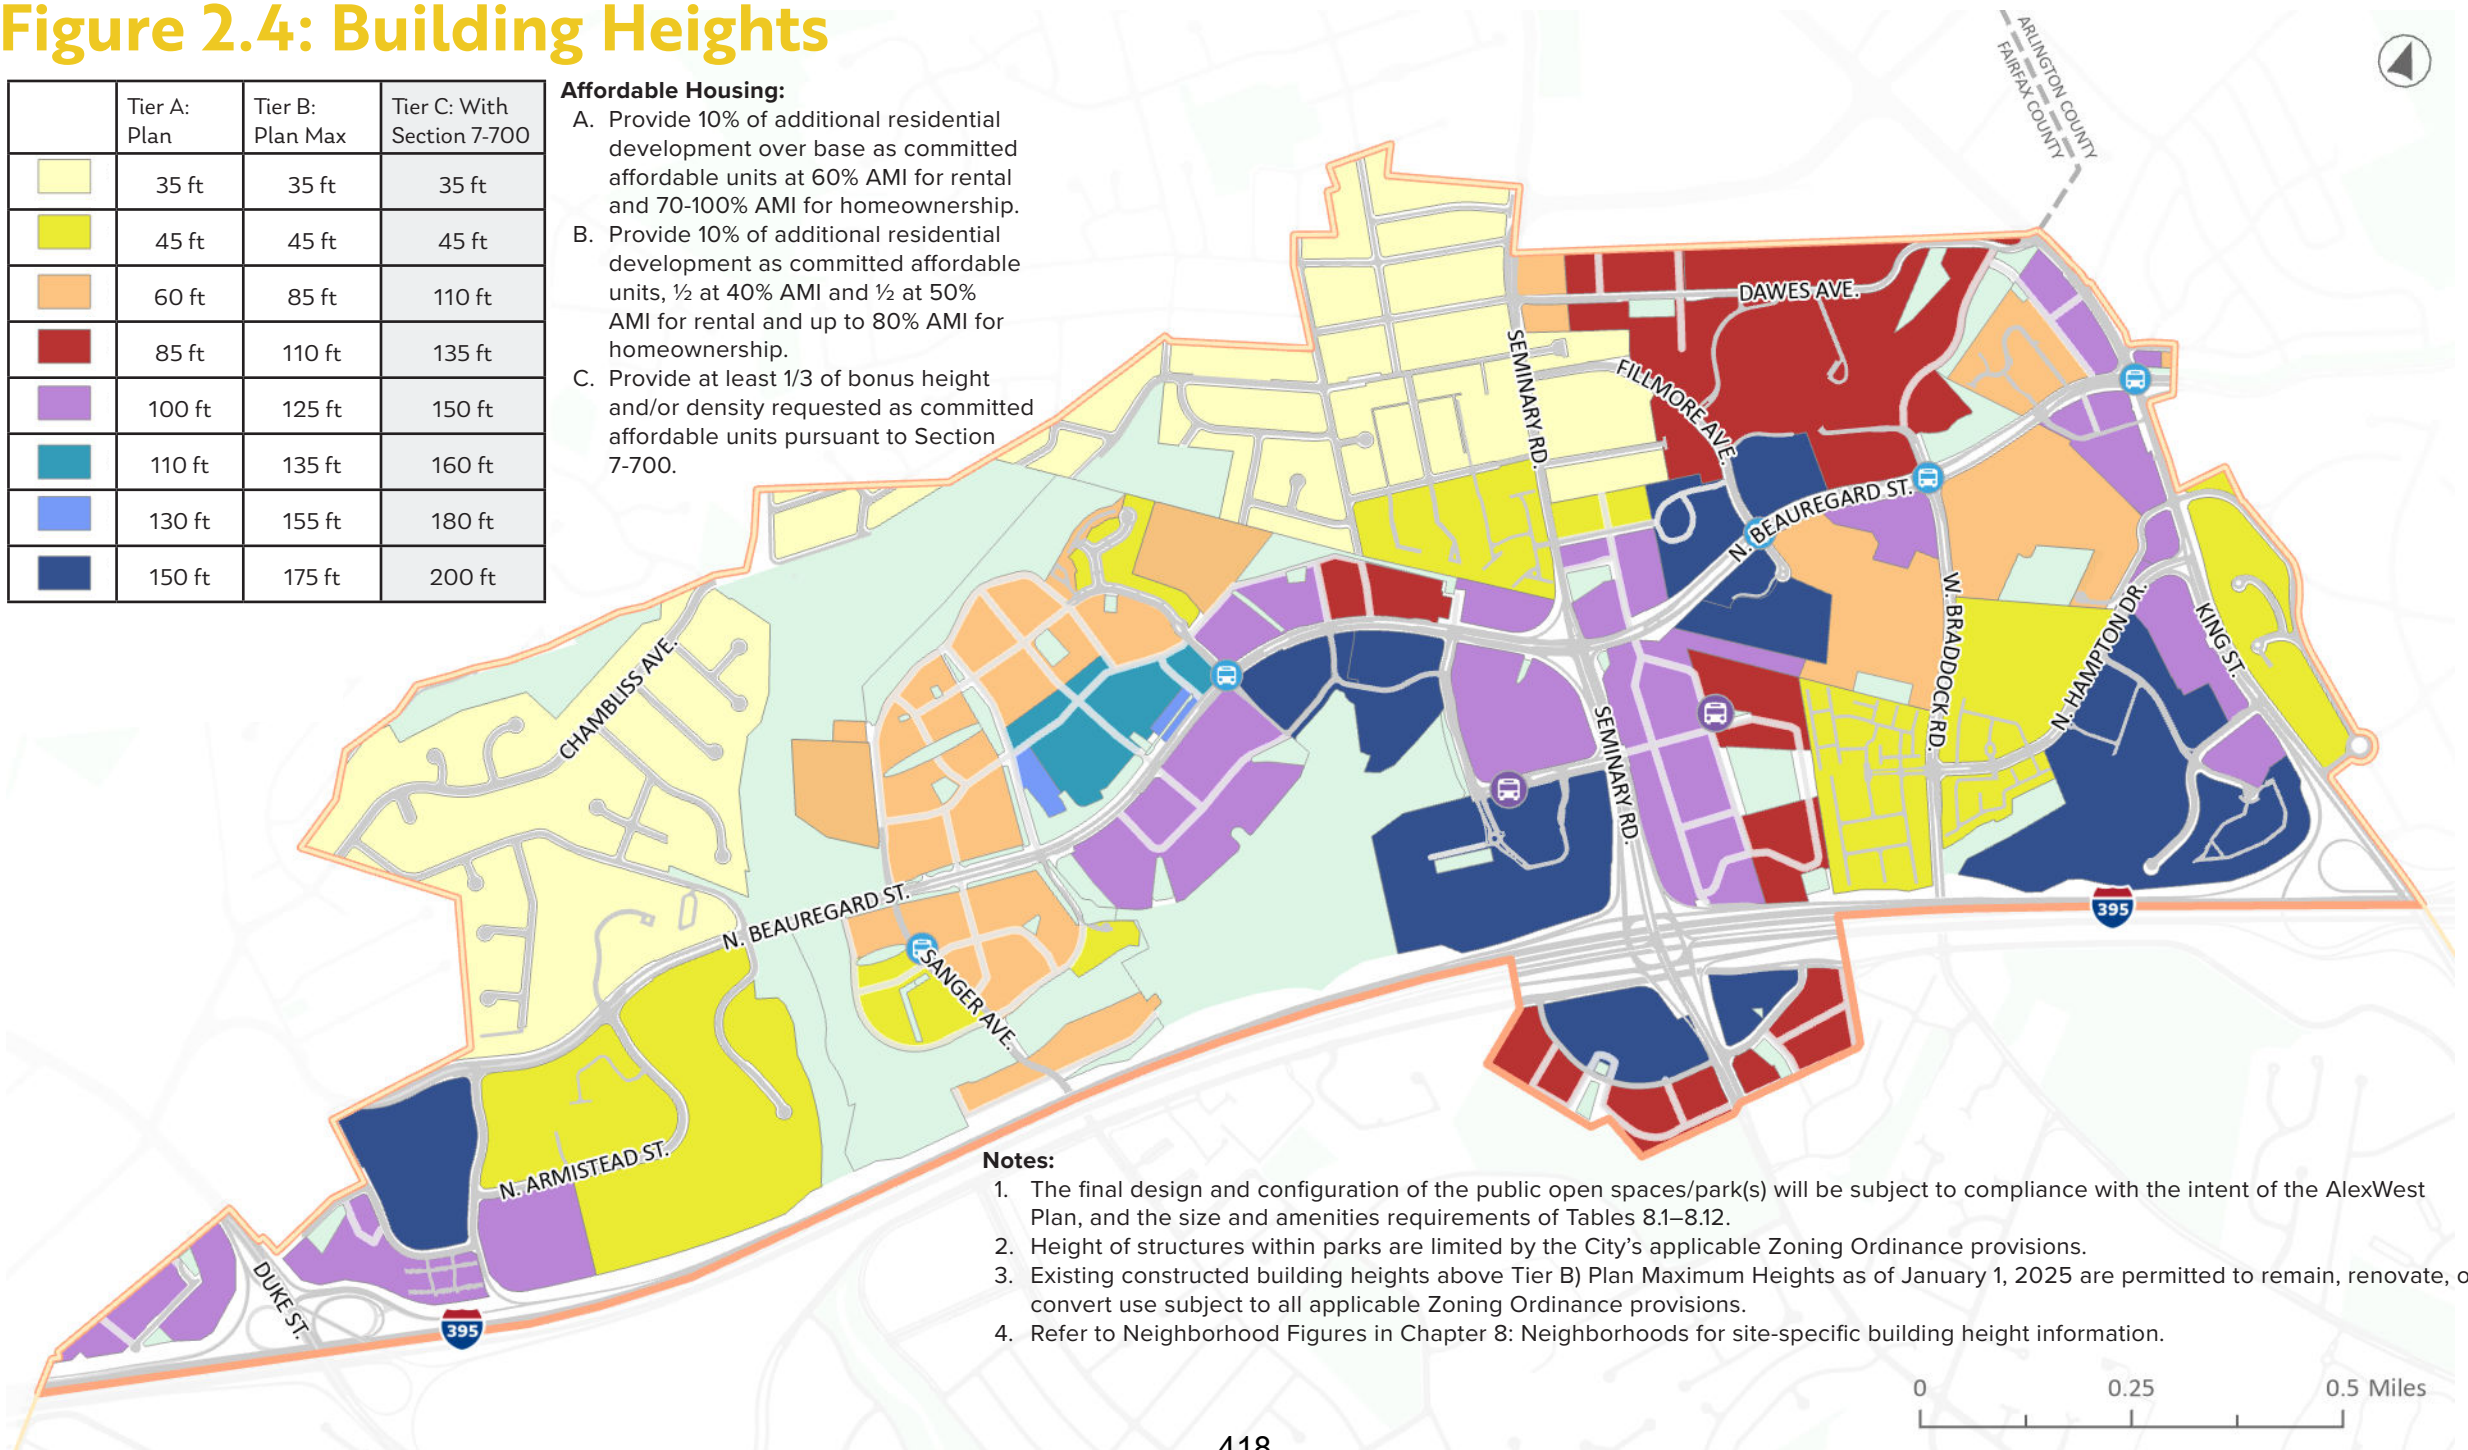 Figure 2.4: Building Heights
Tier A: Plan
Tier B: Plan Max
Tier C: With Section 7-700
35 ft 35 ft 35 ft
45 ft 45 ft 45 ft
60 ft 85 ft 110 ft
85 ft 110 ft 135 ft
100 ft 125 ft 150 ft
110 ft 135 ft 160 ft
130 ft 155 ft 180 ft
150 ft 175 ft 200 ft
Affordable Housing:
A. Provide 10% of additional residential
development over base as committed
affordable units at 60% AMI for rental
and 70-100% AMI for homeownership.
B. Provide 10% of additional residential
development as committed affordable
units, ½ at 40% AMI and ½ at 50%
AMI for rental and up to 80% AMI for
homeownership.
C. Provide at least 1/3 of bonus height
and/or density requested as committed
affordable units pursuant to Section
7-700.
ARLINGTON COUNTY
FAIRFAX COUNTY
DAWES AVE.
SEMINARY RD.
FILLMORE AVE.
N. BEAUREGARD ST.
W. BRADDOCK RD.
N. HAMPTON DR.
KING ST.
CHAMBLISS AVE.
SEMINARY RD.
N. BEAUREGARD ST.
395
SANGER AVE.
N. ARMISTEAD ST.
DUKE ST.
395
Notes:
1. The final design and configuration of the public open spaces/park(s) will be subject to compliance with the intent of the AlexWest
Plan, and the size and amenities requirements of Tables 8.1–8.12.
2. Height of structures within parks are limited by the City's applicable Zoning Ordinance provisions.
3. Existing constructed building heights above Tier B) Plan Maximum Heights as of January 1, 2025 are permitted to remain, renovate, o
convert use subject to all applicable Zoning Ordinance provisions.
4. Refer to Neighborhood Figures in Chapter 8: Neighborhoods for site-specific building height information.
0 0.25 0.5 Miles
418